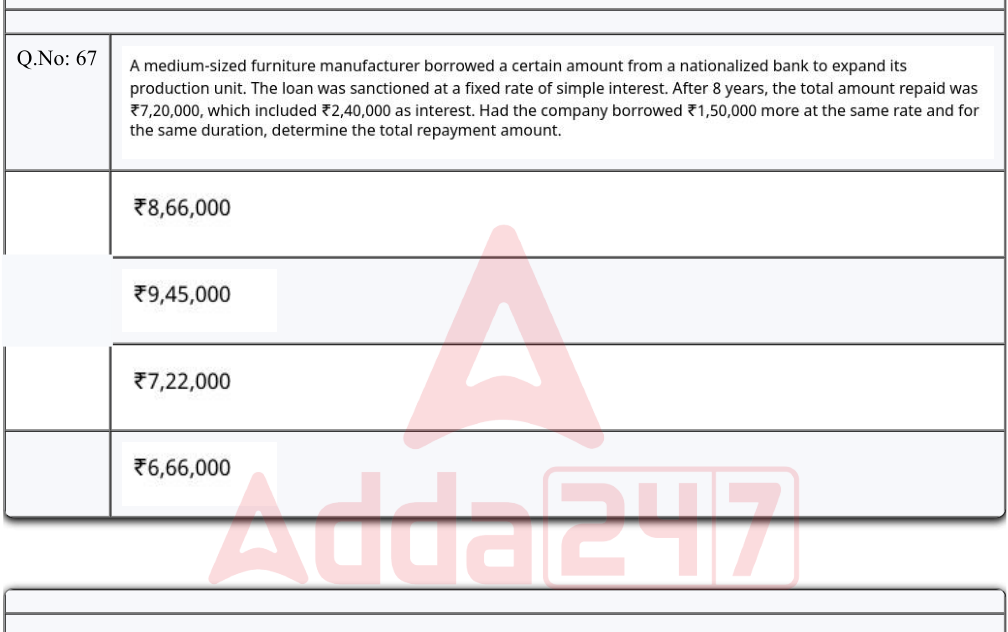 Q.No: 67
A medium-sized furniture manufacturer borrowed a certain amount from a nationalized bank to expand its
production unit. The loan was sanctioned at a fixed rate of simple interest. After 8 years, the total amount repaid was
₹7,20,000, which included ₹2,40,000 as interest. Had the company borrowed ₹1,50,000 more at the same rate and for
the same duration, determine the total repayment amount.
₹8,66,000
₹9,45,000
₹7,22,000
₹6,66,000
Adda247